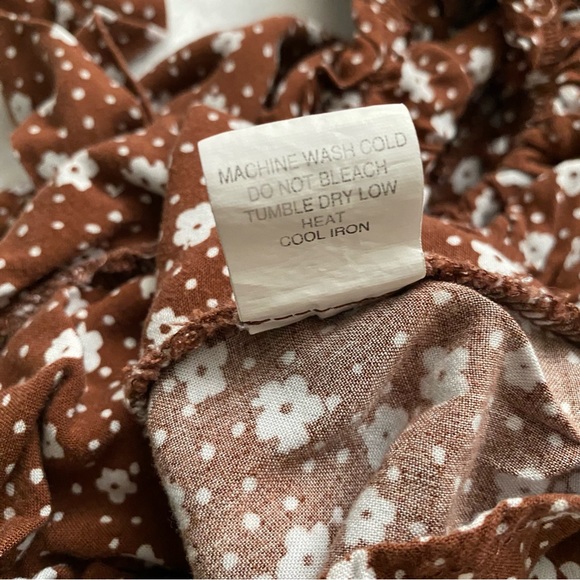 MACHINE WASH COLD
DO NOT BLEACH
TUMBLE DRY LOW
HEAT
COOL IRON